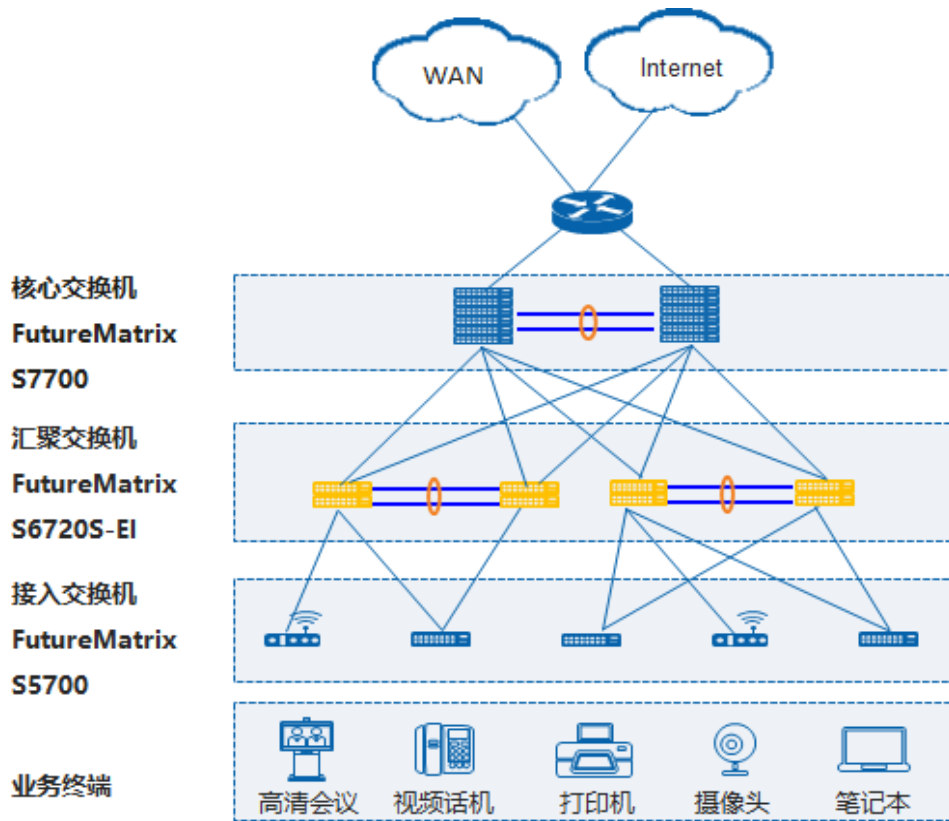 WAN
Internet
核心交换机
FutureMatrix
S7700
汇聚交换机
FutureMatrix
S6720S-EI
接入交换机
FutureMatrix
S5700
业务终端
高清会议
视频话机
打印机
摄像头
笔记本